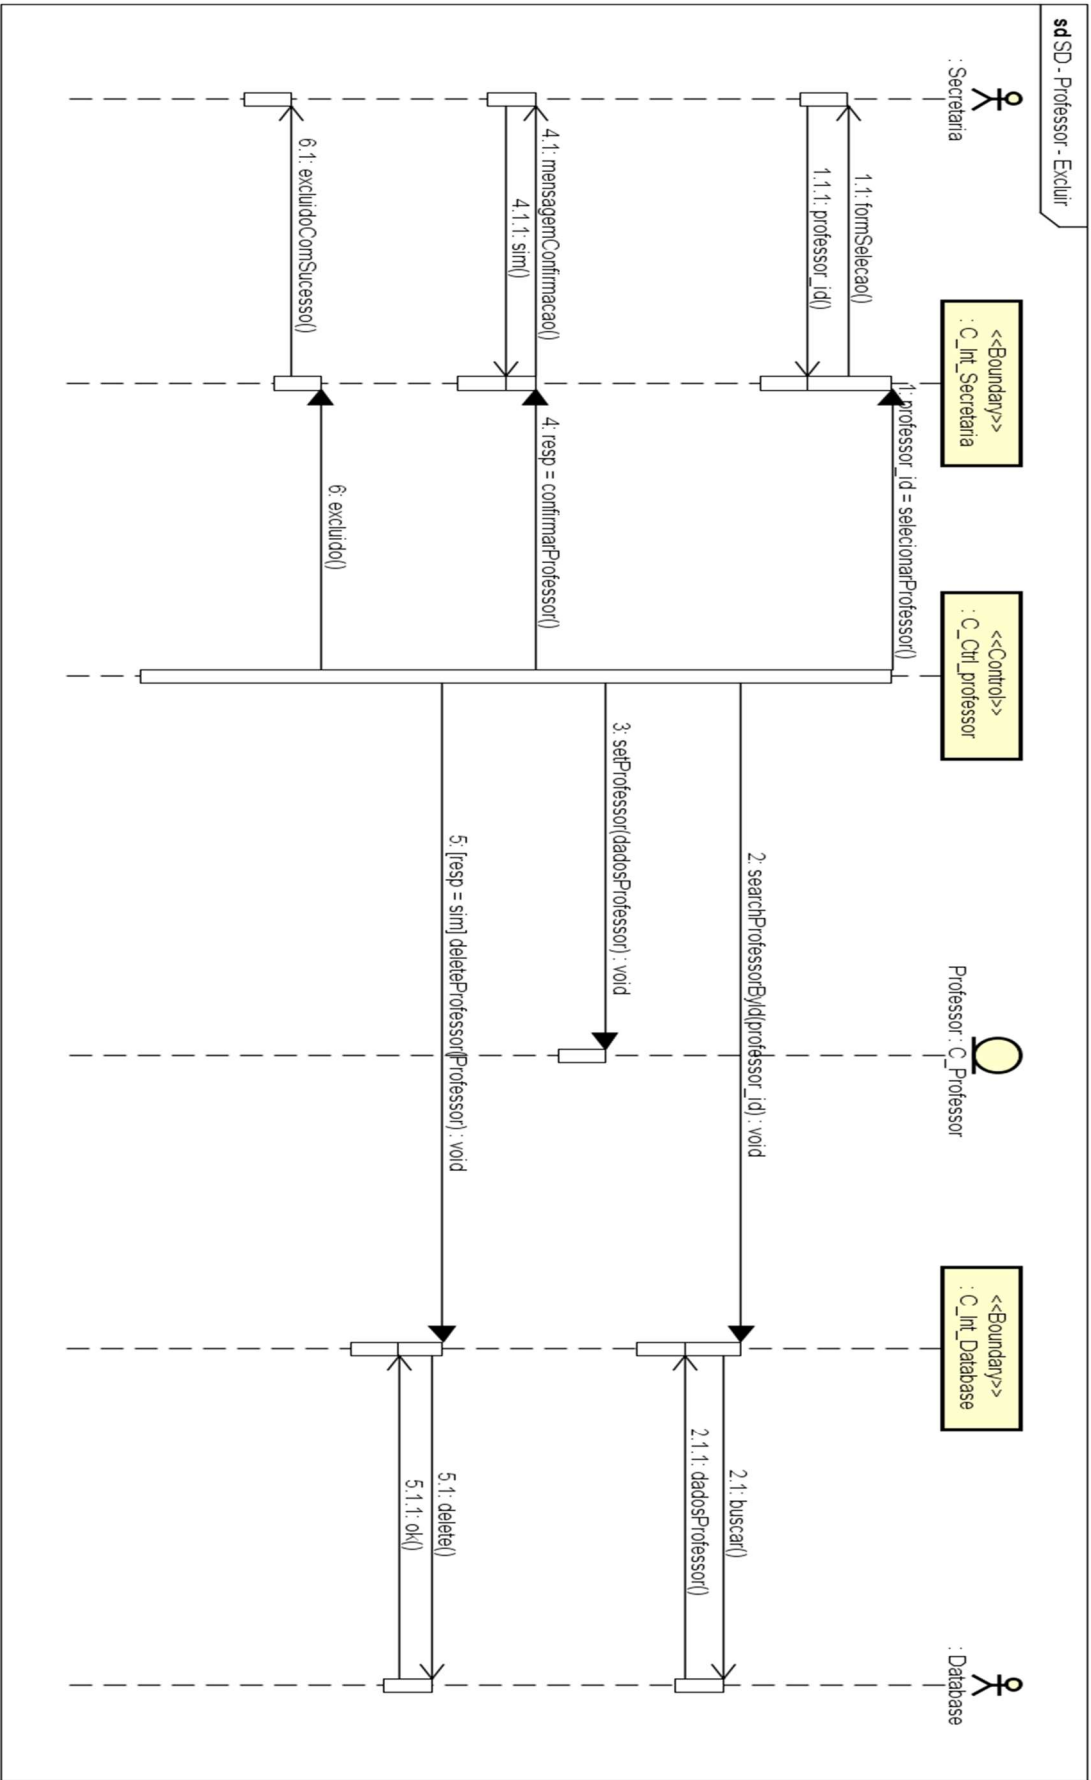 sd SD - Professor - Excluir
: Secretaria
<<Boundary>>
: C_Int_Secretaria
<<Control>>
: C_Ctrl_professor
Professor : C_Professor
<<Boundary>>
: C_Int_Database
: Database
1: professor_id = selecionarProfessor()
1.1: formSelecao()
1.1.1: professor_id()
2: searchProfessorById(professor_id) : void
2.1: buscar()
2.1.1: dadosProfessor()
3: setProfessor(dadosProfessor) : void
4: resp = confirmarProfessor()
4.1: mensagemConfirmacao()
4.1.1: sim()
5: [resp = sim] deleteProfessor(Professor) : void
5.1: delete()
5.1.1: ok()
6: excluido()
6.1: excluidoComSucesso()